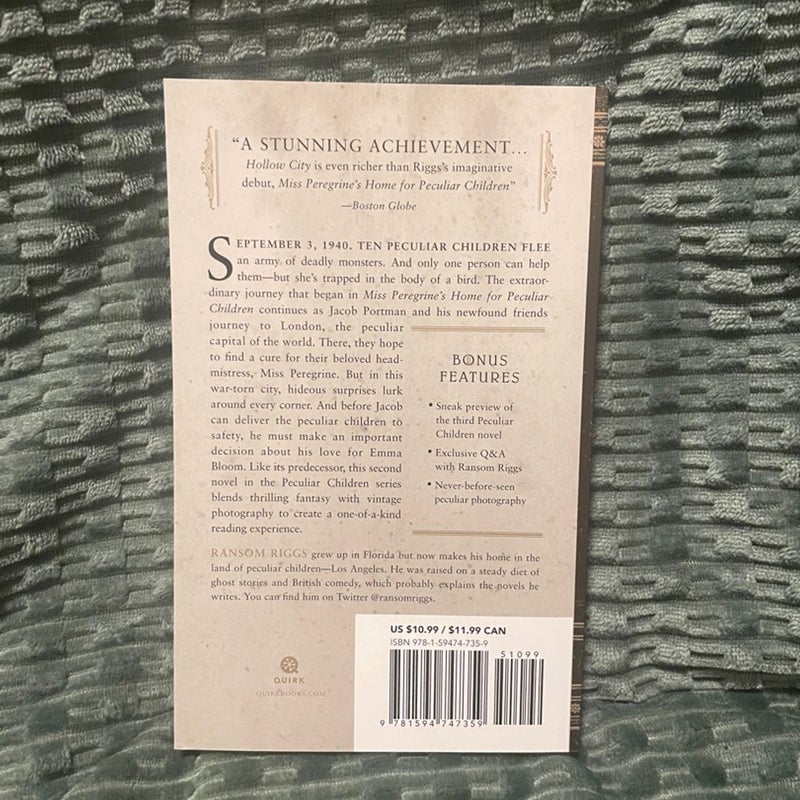 “A STUNNING ACHIEVEMENT...
Hollow City is even richer than Riggs's imaginative
debut, Miss Peregrine's Home for Peculiar Children”
—Boston Globe
SEPTEMBER 3, 1940. TEN PECULIAR CHILDREN FLEE
an army of deadly monsters. And only one person can help
them—but she's trapped in the body of a bird. The extraor-
dinary journey that began in Miss Peregrine's Home for Peculiar
Children continues as Jacob Portman and his newfound friends
journey to London, the peculiar
capital of the world. There, they hope
to find a cure for their beloved head-
mistress, Miss Peregrine. But in this
war-torn city, hideous surprises lurk
around every corner. And before Jacob
can deliver the peculiar children to
safety, he must make an important
decision about his love for Emma
Bloom. Like its predecessor, this second
novel in the Peculiar Children series
blends thrilling fantasy with vintage
photography to create a one-of-a-kind
reading experience.
BONUS
FEATURES
• Sneak preview of
the third Peculiar
Children novel
• Exclusive Q&A
with Ransom Riggs
• Never-before-seen
peculiar photography
RANSOM RIGGS grew up in Florida but now makes his home in the
land of peculiar children—Los Angeles. He was raised on a steady diet of
ghost stories and British comedy, which probably explains the novels he
writes. You can find him on Twitter @ransomriggs.
QUIRK
QUIRKBOOKS.COM
US $10.99 / $11.99 CAN
ISBN 978-1-59474-735-9
51099
9 781594 747359